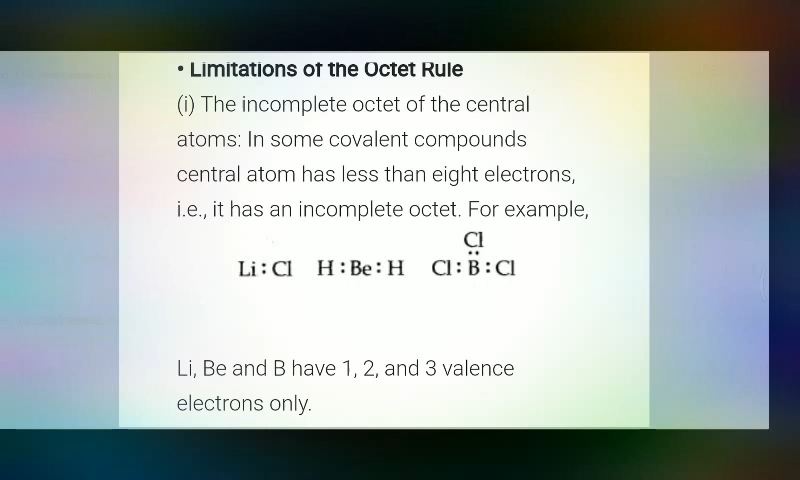 • Limitations of the Octet Rule
(i) The incomplete octet of the central
atoms: In some covalent compounds
central atom has less than eight electrons,
i.e., it has an incomplete octet. For example,
Cl
Li : Cl H : Be : H Cl : B : Cl
Li, Be and B have 1, 2, and 3 valence
electrons only.